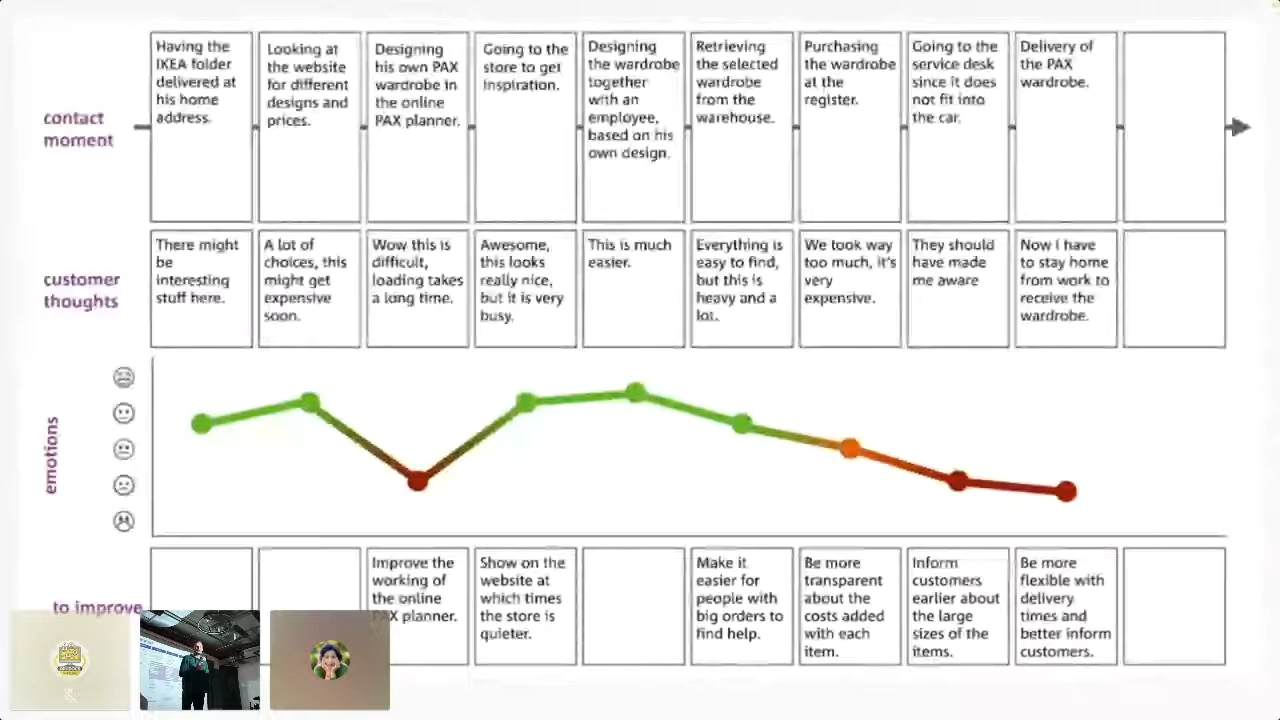 Having the
IKEA folder
delivered at
his home
address.
Looking at
the website
for different
designs and
prices.
Designing
his own PAX
wardrobe in
the online
PAX planner.
Going to the
store to get
inspiration.
Designing
the wardrobe
together
with an
employee,
based on his
own design.
Retrieving
the selected
wardrobe
from the
warehouse.
Purchasing
the wardrobe
at the
register.
Going to the
service desk
since it does
not fit into
the car.
Delivery of
the PAX
wardrobe.
contact
moment
There might
be
interesting
stuff here.
A lot of
choices, this
might get
expensive
soon.
Wow this is
difficult,
loading takes
a long time.
Awesome,
this looks
really nice,
but it is very
busy.
This is much
easier.
Everything is
easy to find,
but this is
heavy and a
lot.
We took way
too much, it's
very
expensive.
They should
have made
me aware
Now I have
to stay home
from work to
receive the
wardrobe.
customer
thoughts
emotions
to improve
Improve the
working of
the online
PAX planner.
Show on the
website at
which times
the store is
quieter.
Make it
easier for
people with
big orders to
find help.
Be more
transparent
about the
costs added
with each
item.
Inform
customers
earlier about
the large
sizes of the
items.
Be more
flexible with
delivery
times and
better inform
customers.